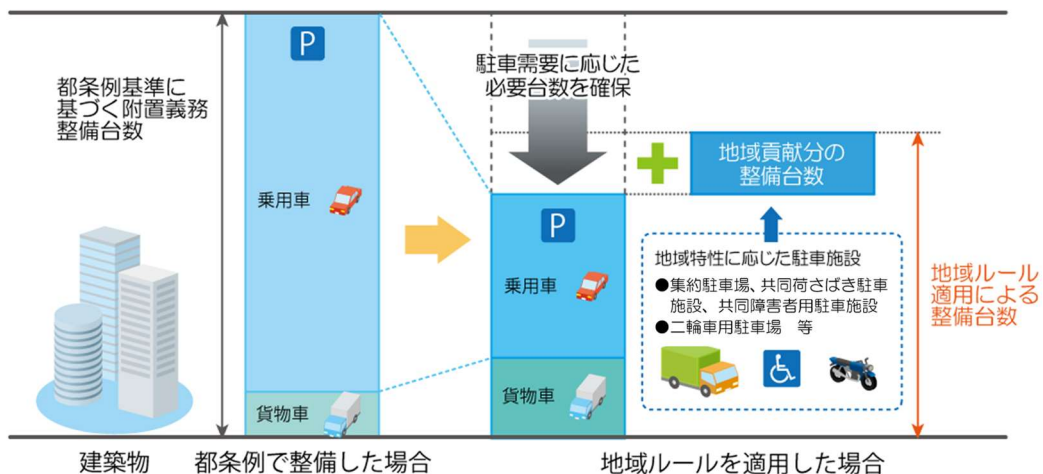 都条例基準に
基づく附置義務
整備台数
P
乗用車
貨物車
駐車需要に応じた
必要台数を確保
P
乗用車
貨物車
地域貢献分の
整備台数
地域特性に応じた駐車施設
●集約駐車場、共同荷さばき駐車
施設、共同障害者用駐車施設
●二輪車用駐車場　等
地域ルール
適用による
整備台数
建築物
都条例で整備した場合
地域ルールを適用した場合